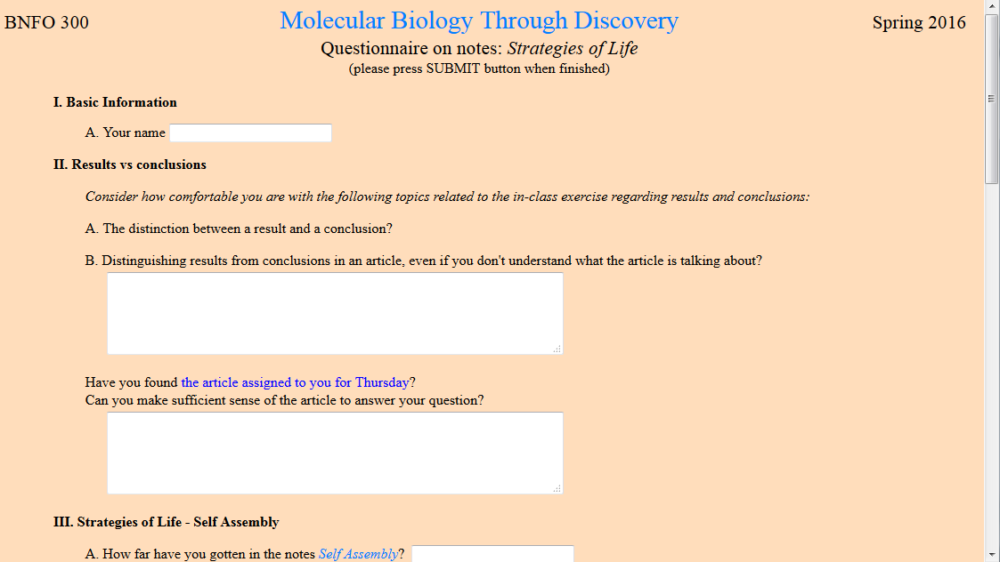 BNFO 300
Molecular Biology Through Discovery
Spring 2016
Questionnaire on notes: Strategies of Life
(please press SUBMIT button when finished)
I. Basic Information
A. Your name
II. Results vs conclusions
Consider how comfortable you are with the following topics related to the in-class exercise regarding results and conclusions:
A. The distinction between a result and a conclusion?
B. Distinguishing results from conclusions in an article, even if you don't understand what the article is talking about?
Have you found the article assigned to you for Thursday?
Can you make sufficient sense of the article to answer your question?
III. Strategies of Life - Self Assembly
A. How far have you gotten in the notes Self Assembly?